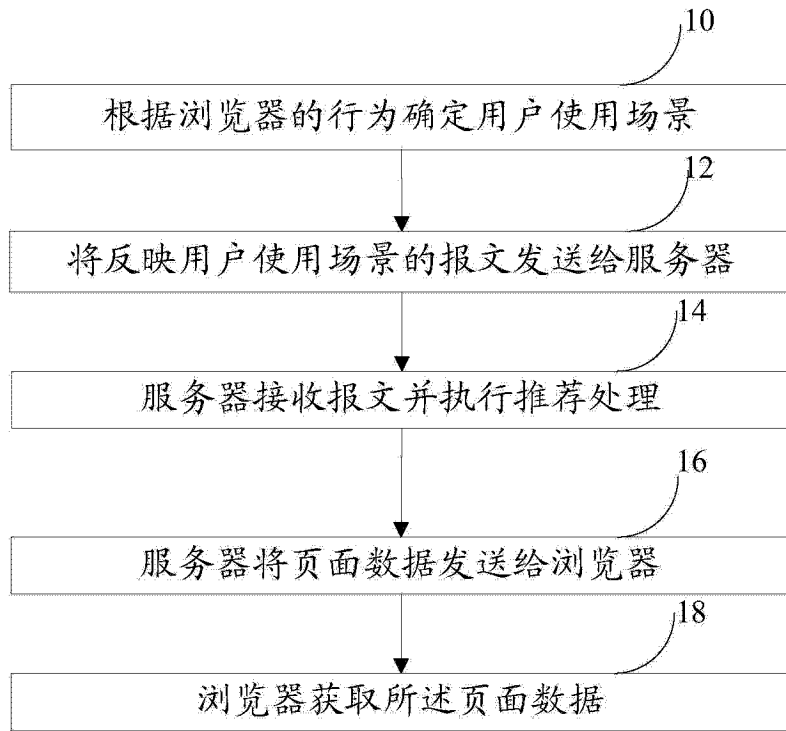 10
根据浏览器的行为确定用户使用场景
12
将反映用户使用场景的报文发送给服务器
14
服务器接收报文并执行推荐处理
16
服务器将页面数据发送给浏览器
18
浏览器获取所述页面数据